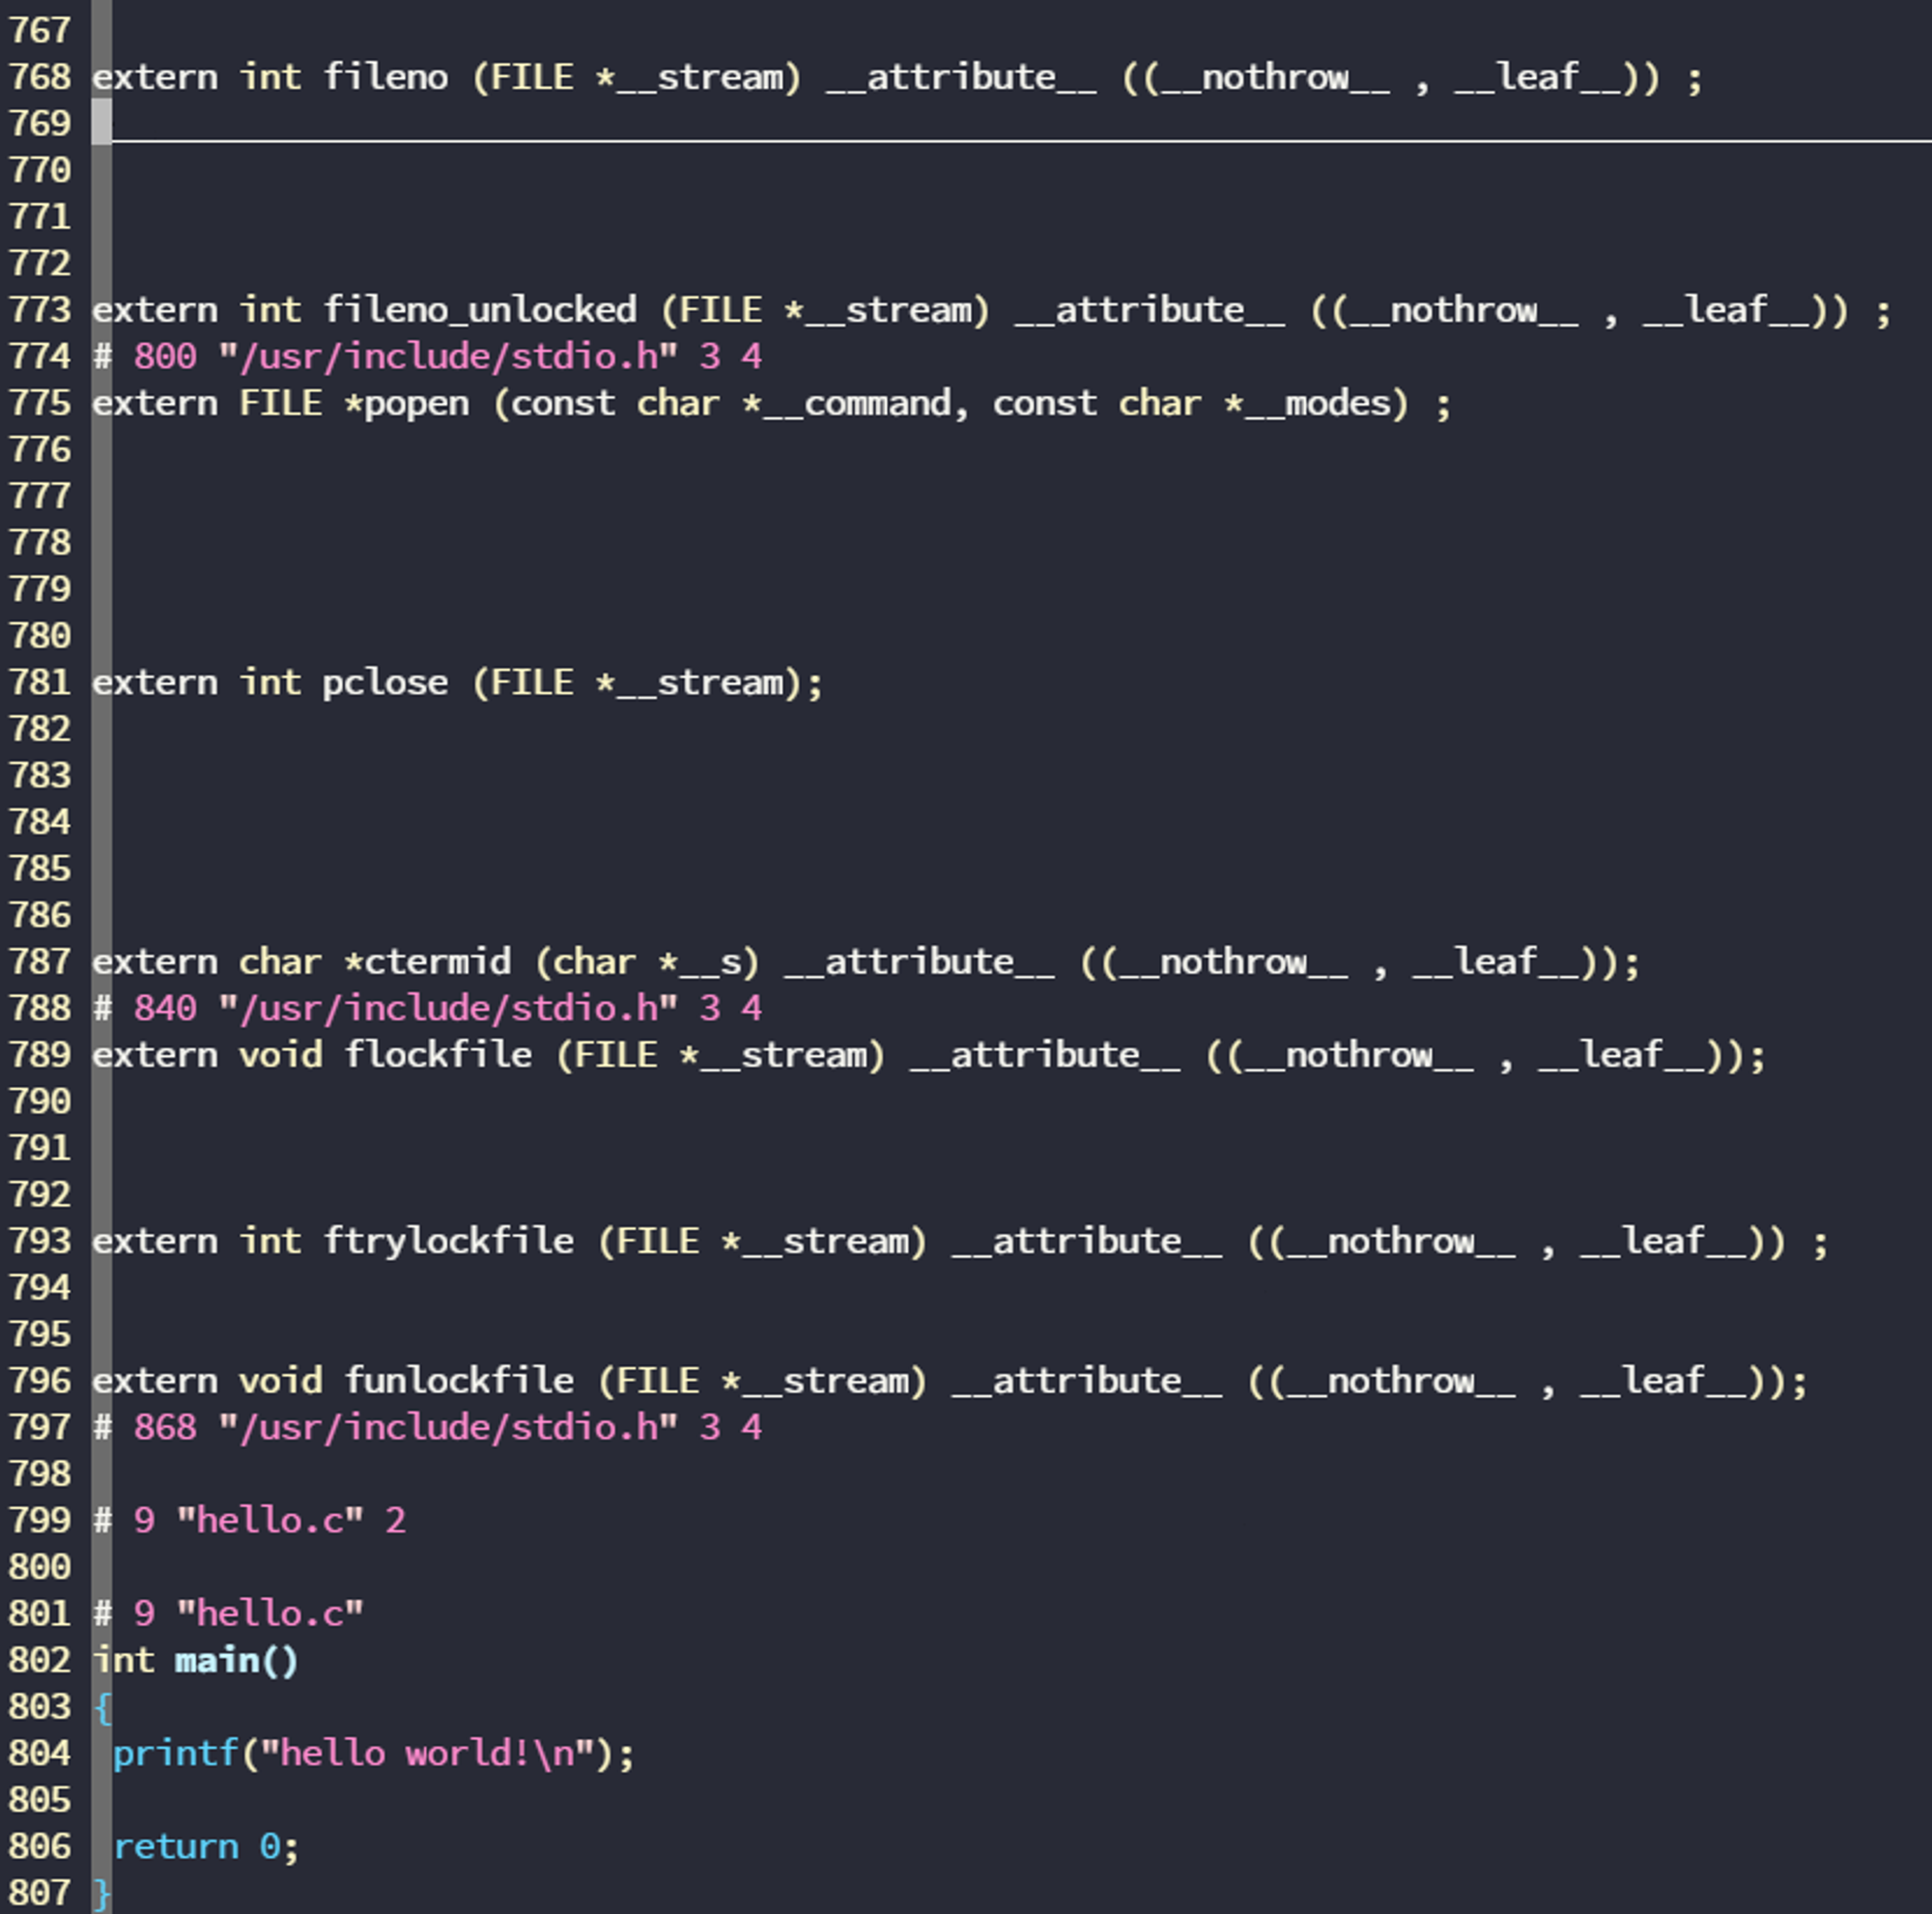 767
768 extern int fileno (FILE *__stream) __attribute__ ((__nothrow__ , __leaf__)) ;
769
770
771
772
773 extern int fileno_unlocked (FILE *__stream) __attribute__ ((__nothrow__ , __leaf__)) ;
774 # 800 "/usr/include/stdio.h" 3 4
775 extern FILE *popen (const char *__command, const char *__modes) ;
776
777
778
779
780
781 extern int pclose (FILE *__stream);
782
783
784
785
786
787 extern char *ctermid (char *__s) __attribute__ ((__nothrow__ , __leaf__));
788 # 840 "/usr/include/stdio.h" 3 4
789 extern void flockfile (FILE *__stream) __attribute__ ((__nothrow__ , __leaf__));
790
791
792
793 extern int ftrylockfile (FILE *__stream) __attribute__ ((__nothrow__ , __leaf__)) ;
794
795
796 extern void funlockfile (FILE *__stream) __attribute__ ((__nothrow__ , __leaf__));
797 # 868 "/usr/include/stdio.h" 3 4
798
799 # 9 "hello.c" 2
800
801 # 9 "hello.c"
802 int main()
803 {
804  printf("hello world!\n");
805
806  return 0;
807 }